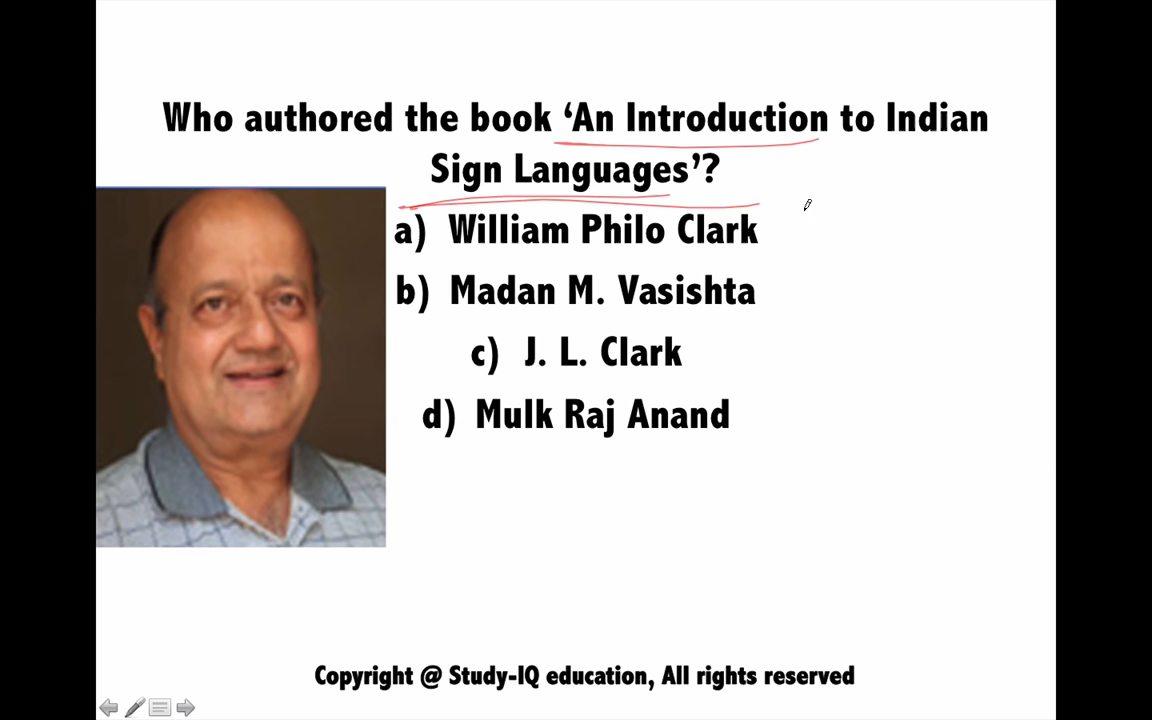 Who authored the book ‘An Introduction to Indian
Sign Languages’?
a) William Philo Clark
b) Madan M. Vasishta
c) J. L. Clark
d) Mulk Raj Anand
Copyright @ Study-IQ education, All rights reserved